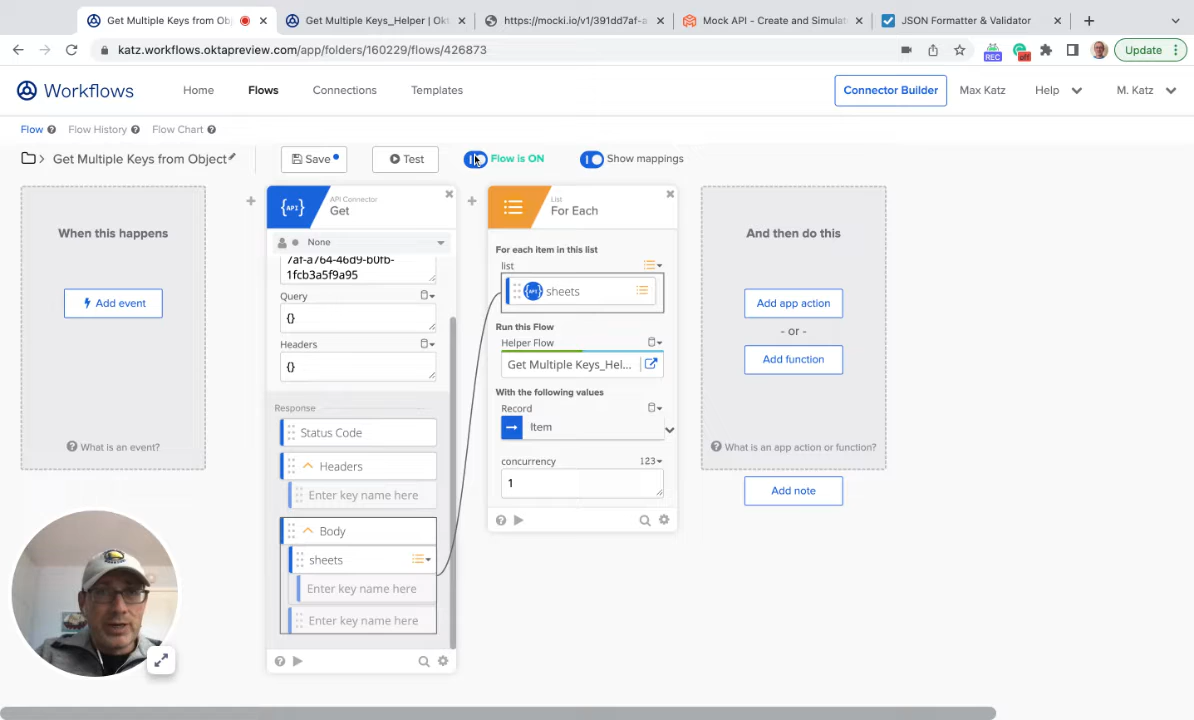 Get Multiple Keys from Ob
Get Multiple Keys_Helper | Okt
https://mocki.io/v1/391dd7af-a
Mock API - Create and Simulat
JSON Formatter & Validator
katz.workflows.oktapreview.com/app/folders/160229/flows/426873
REC
off
Update
Workflows
Home
Flows
Connections
Templates
Connector Builder
Max Katz
Help
M. Katz
Flow
Flow History
Flow Chart
Get Multiple Keys from Object
Save
Test
Flow is ON
Show mappings
When this happens
Add event
What is an event?
{API}
API Connector
Get
None
7af-a764-46d9-b0fb-
1fcb3a5f9a95
Query
{}
Headers
{}
Response
Status Code
Headers
Enter key name here
Body
sheets
Enter key name here
Enter key name here
List
For Each
For each item in this list
list
{API}
sheets
Run this Flow
Helper Flow
Get Multiple Keys_Hel...
With the following values
Record
Item
concurrency
123
1
And then do this
Add app action
- or -
Add function
What is an app action or function?
Add note